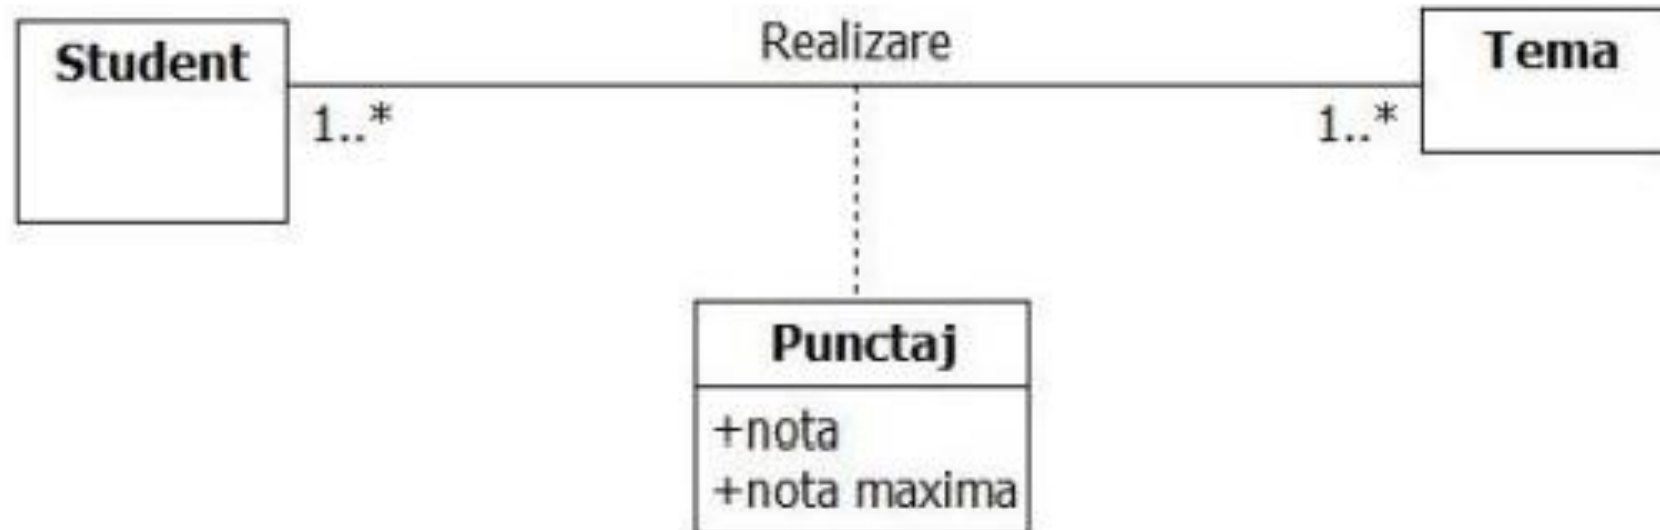 Realizare
Student
Tema
1..*
1..*
Punctaj
+nota
+nota maxima